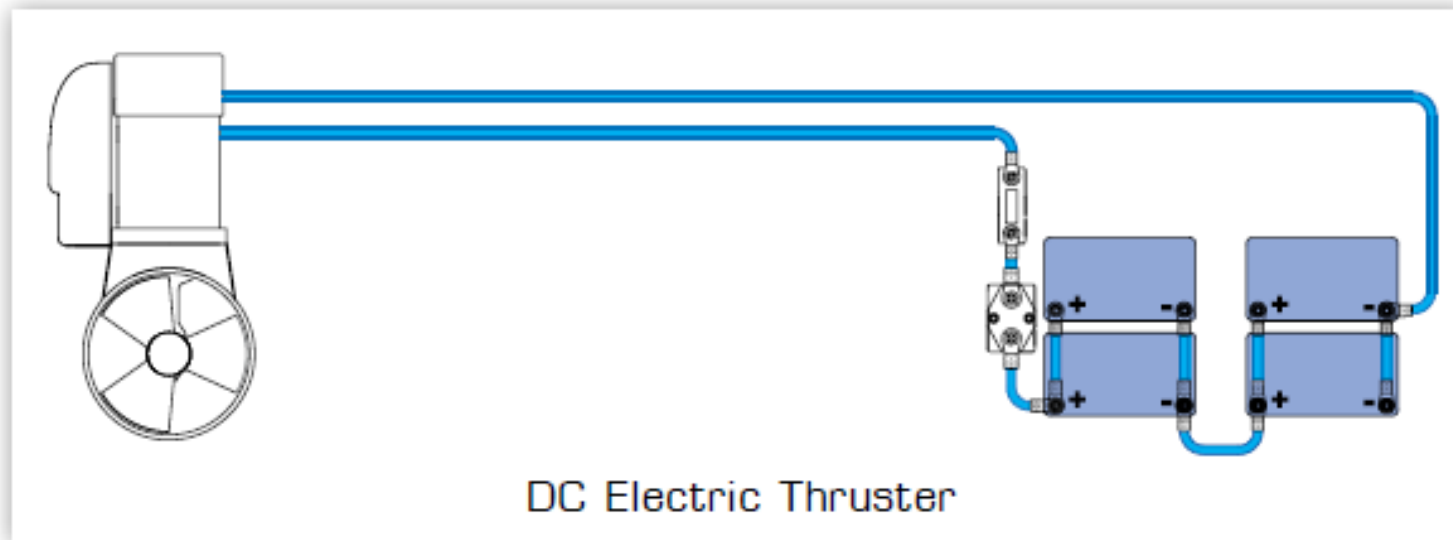 + -
+ -
+ -
+ -
DC Electric Thruster